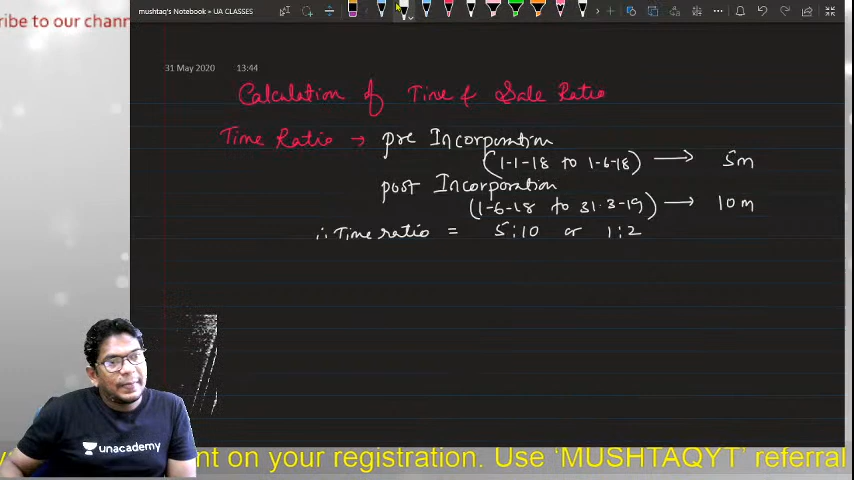 ribe to our chann
mushtaq's Notebook » UA CLASSES
31 May 2020 13:44
Calculation of Time & Sale Ratio
Time Ratio → pre Incorporation
(1-1-18 to 1-6-18) → 5m
post Incorporation
(1-6-18 to 31-3-19) → 10m
∴ Time ratio = 5:10 or 1:2
unacademy
nt on your registration. Use ‘MUSHTAQYT’ referral